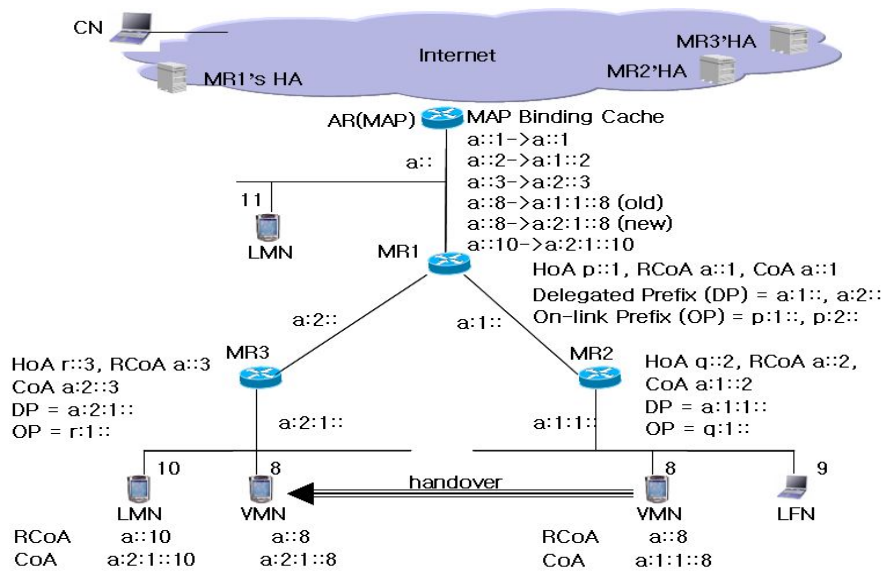 CN
Internet
MR3'HA
MR2'HA
MR1's HA
AR(MAP)
MAP Binding Cache
a::1->a::1
a::2->a:1::2
a::3->a:2::3
a::8->a:1:1::8 (old)
a::8->a:2:1::8 (new)
a::10->a:2:1::10
a::
11
LMN
MR1
HoA p::1, RCoA a::1, CoA a::1
Delegated Prefix (DP) = a:1::, a:2::
On-link Prefix (OP) = p:1::, p:2::
a:2::
a:1::
MR3
HoA r::3, RCoA a::3
CoA a:2::3
DP = a:2:1::
OP = r:1::
MR2
HoA q::2, RCoA a::2,
CoA a:1::2
DP = a:1:1::
OP = q:1::
a:2:1::
a:1:1::
10
8
handover
8
9
LMN
VMN
VMN
LFN
RCoA a::10 a::8
CoA a:2:1::10 a:2:1::8
RCoA a::8
CoA a:1:1::8